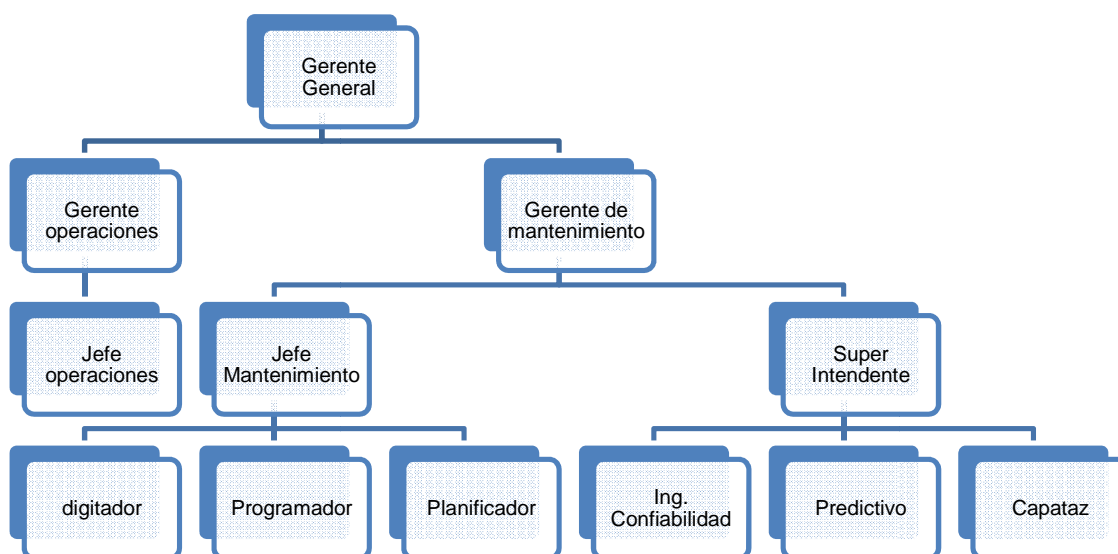 Gerente
General
Gerente
operaciones
Gerente de
mantenimiento
Jefe
operaciones
Jefe
Mantenimiento
Super
Intendente
digitador
Programador
Planificador
Ing.
Confiabilidad
Predictivo
Capataz